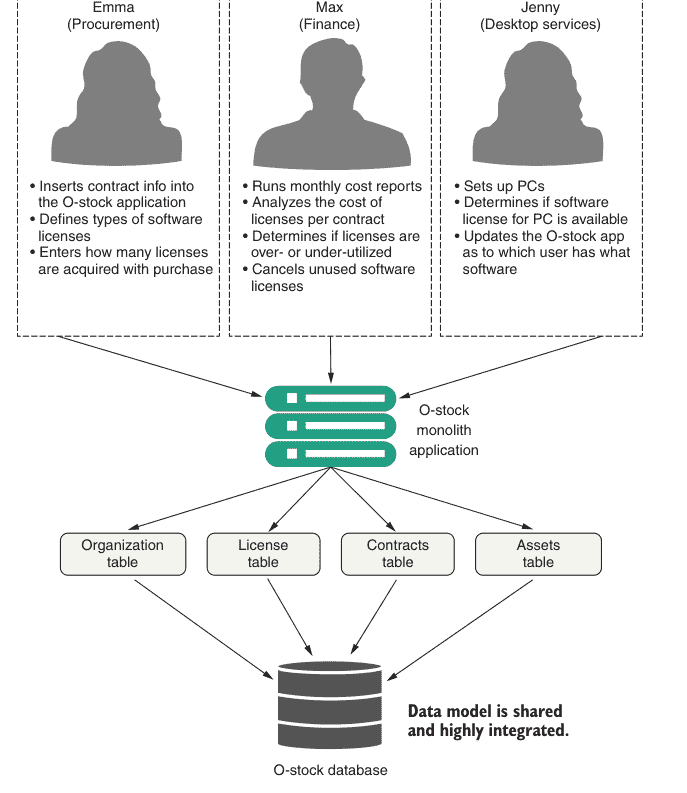 Emma
(Procurement)
• Inserts contract info into
the O-stock application
• Defines types of software
licenses
• Enters how many licenses
are acquired with purchase
Max
(Finance)
• Runs monthly cost reports
• Analyzes the cost of
licenses per contract
• Determines if licenses are
over- or under-utilized
• Cancels unused software
licenses
Jenny
(Desktop services)
• Sets up PCs
• Determines if software
license for PC is available
• Updates the O-stock app
as to which user has what
software
O-stock
monolith
application
Organization
table
License
table
Contracts
table
Assets
table
Data model is shared
and highly integrated.
O-stock database